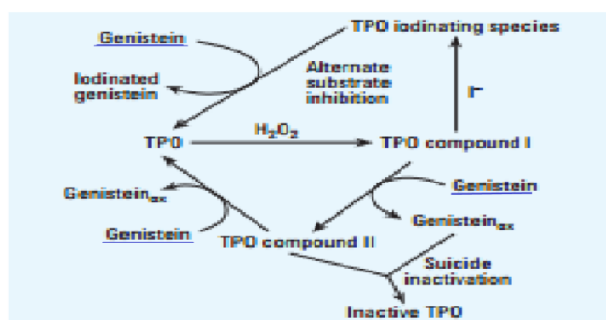 Genistein
TPO iodinating species
Iodinated
genistein
Alternate
substrate
inhibition
I–
TPO
H₂O₂
TPO compound I
Genisteinₒₓ
Genistein
Genistein
Genisteinₒₓ
TPO compound II
Suicide
inactivation
Inactive TPO